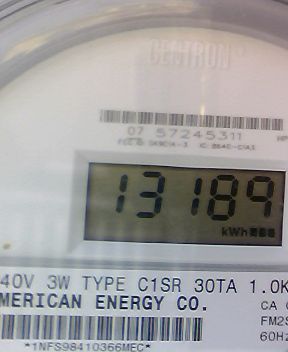 CENTRON
07 57245311
13189
kWh
40V 3W TYPE C1SR 30TA 1.0K
MERICAN ENERGY CO. CA
FM2S
60HZ
*1NFS98410366MEC*